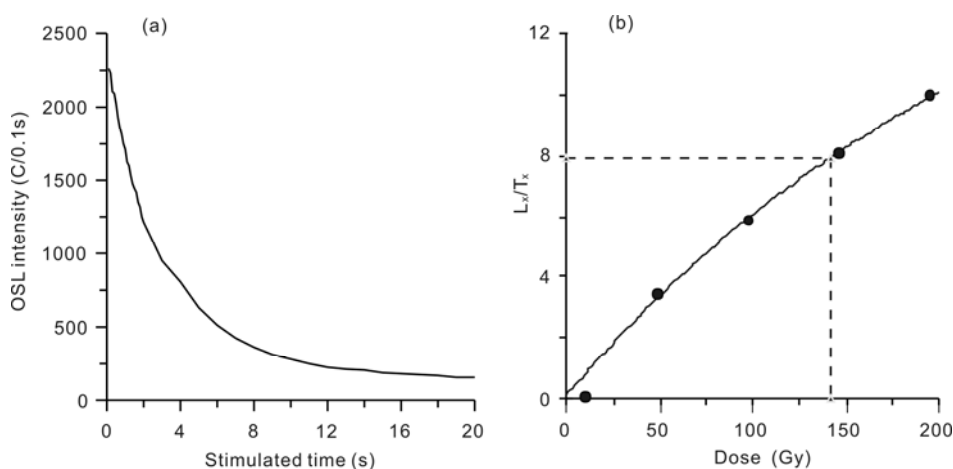 (a)
OSL intensity (C/0.1s)
2500
2000
1500
1000
500
0
0 4 8 12 16 20
Stimulated time (s)
(b)
Lx/Tx
12
8
4
0
0 50 100 150 200
Dose (Gy)